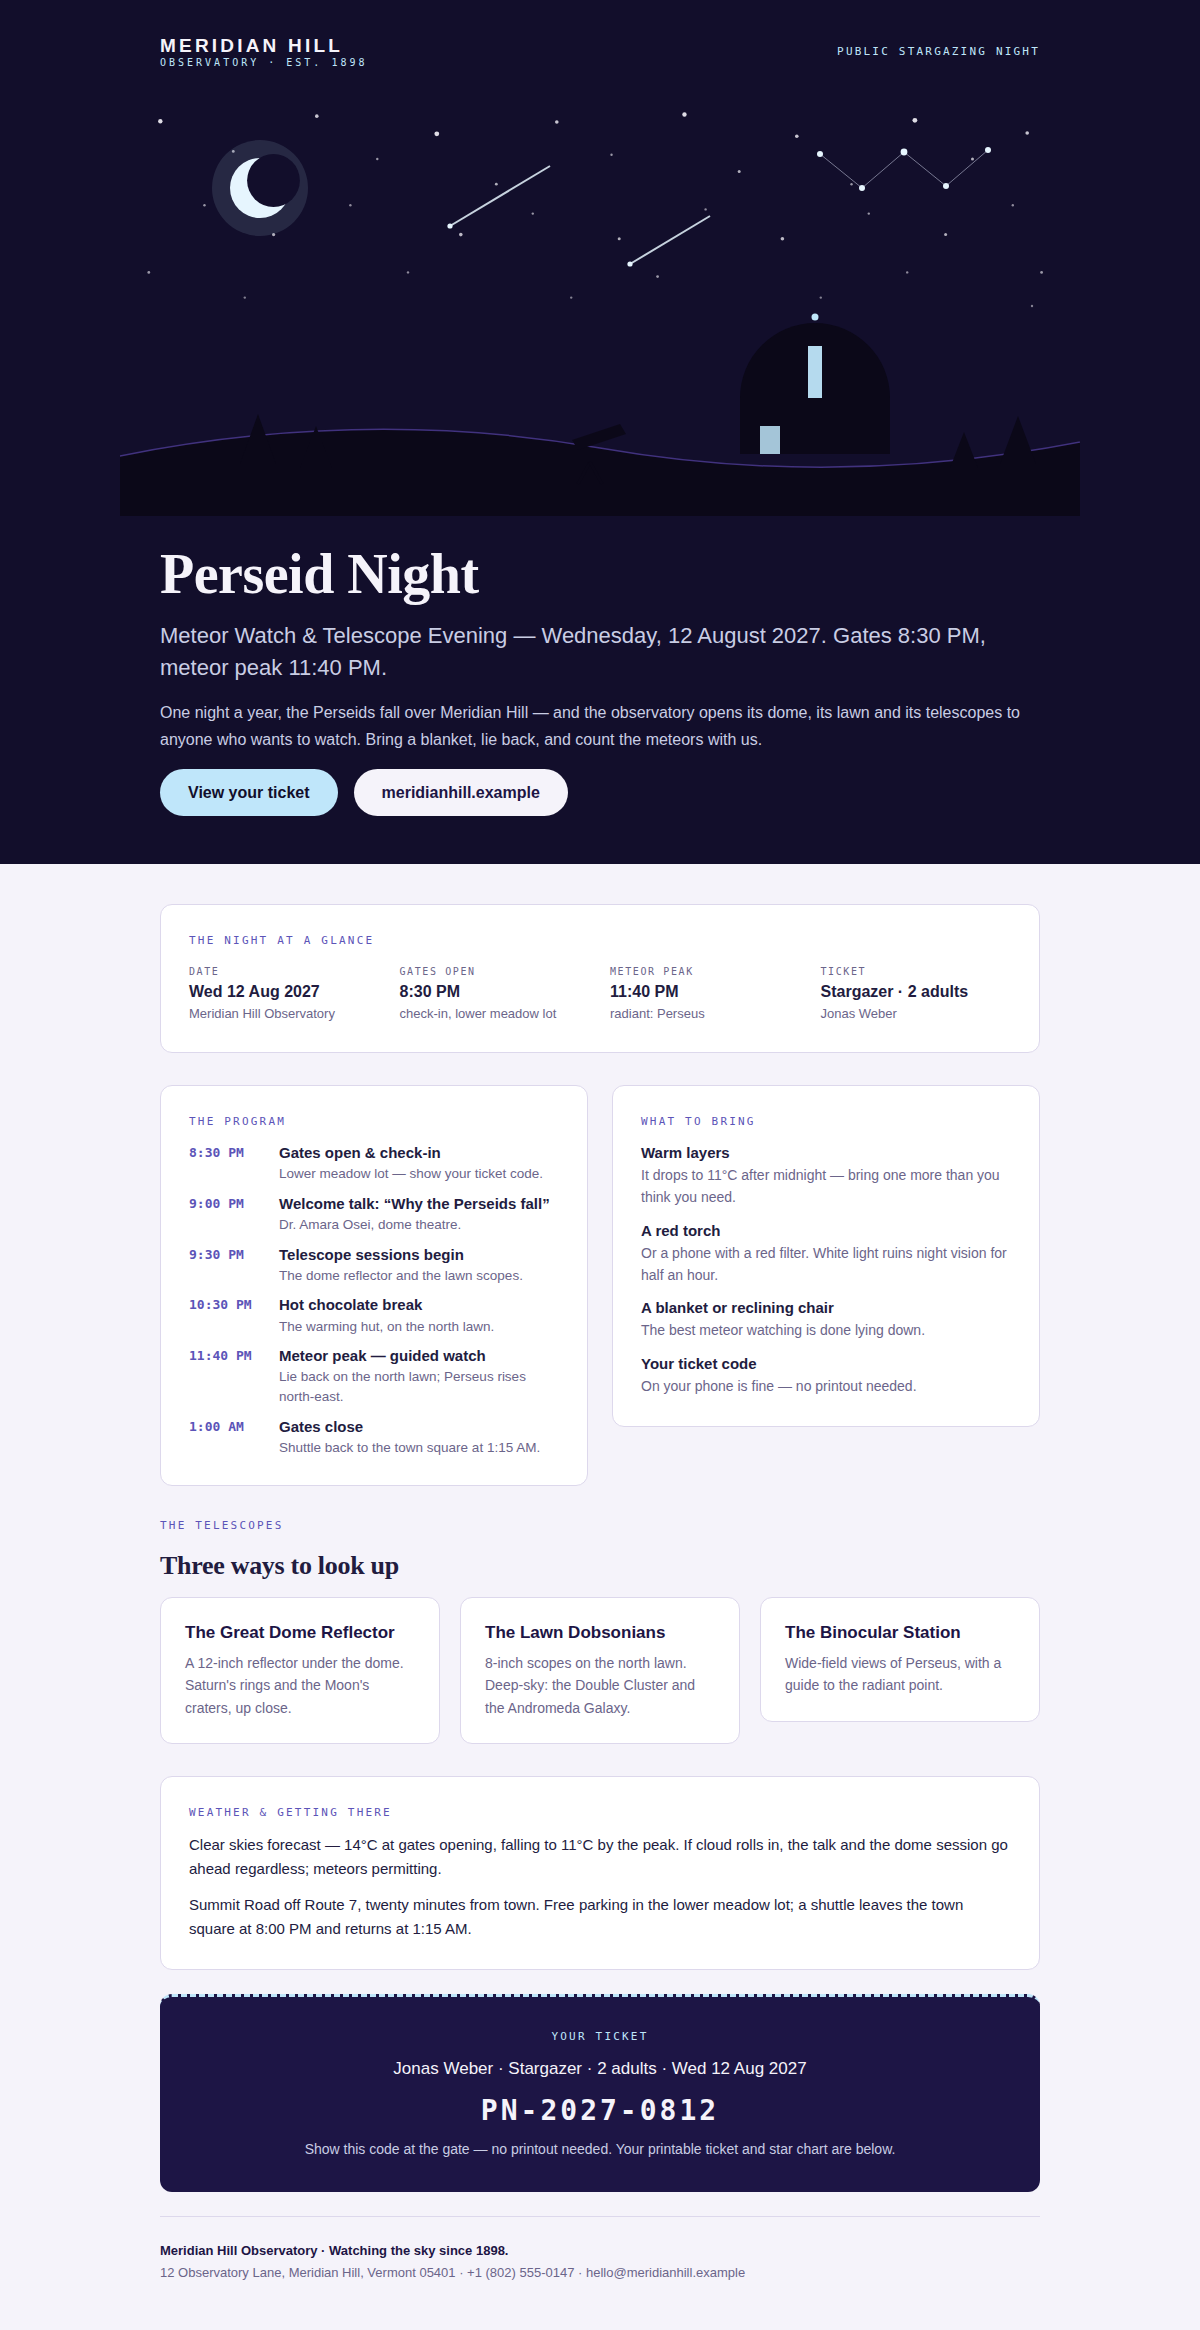 MERIDIAN HILL
OBSERVATORY · EST. 1898
PUBLIC STARGAZING NIGHT
Perseid Night
Meteor Watch & Telescope Evening — Wednesday, 12 August 2027. Gates 8:30 PM,
meteor peak 11:40 PM.
One night a year, the Perseids fall over Meridian Hill — and the observatory opens its dome, its lawn and its telescopes to
anyone who wants to watch. Bring a blanket, lie back, and count the meteors with us.
View your ticket
meridianhill.example
THE NIGHT AT A GLANCE
DATE
Wed 12 Aug 2027
Meridian Hill Observatory
GATES OPEN
8:30 PM
check-in, lower meadow lot
METEOR PEAK
11:40 PM
radiant: Perseus
TICKET
Stargazer · 2 adults
Jonas Weber
THE PROGRAM
8:30 PM
Gates open & check-in
Lower meadow lot — show your ticket code.
9:00 PM
Welcome talk: “Why the Perseids fall”
Dr. Amara Osei, dome theatre.
9:30 PM
Telescope sessions begin
The dome reflector and the lawn scopes.
10:30 PM
Hot chocolate break
The warming hut, on the north lawn.
11:40 PM
Meteor peak — guided watch
Lie back on the north lawn; Perseus rises
north-east.
1:00 AM
Gates close
Shuttle back to the town square at 1:15 AM.
WHAT TO BRING
Warm layers
It drops to 11°C after midnight — bring one more than you
think you need.
A red torch
Or a phone with a red filter. White light ruins night vision for
half an hour.
A blanket or reclining chair
The best meteor watching is done lying down.
Your ticket code
On your phone is fine — no printout needed.
THE TELESCOPES
Three ways to look up
The Great Dome Reflector
A 12-inch reflector under the dome.
Saturn's rings and the Moon's
craters, up close.
The Lawn Dobsonians
8-inch scopes on the north lawn.
Deep-sky: the Double Cluster and
the Andromeda Galaxy.
The Binocular Station
Wide-field views of Perseus, with a
guide to the radiant point.
WEATHER & GETTING THERE
Clear skies forecast — 14°C at gates opening, falling to 11°C by the peak. If cloud rolls in, the talk and the dome session go
ahead regardless; meteors permitting.
Summit Road off Route 7, twenty minutes from town. Free parking in the lower meadow lot; a shuttle leaves the town
square at 8:00 PM and returns at 1:15 AM.
YOUR TICKET
Jonas Weber · Stargazer · 2 adults · Wed 12 Aug 2027
PN-2027-0812
Show this code at the gate — no printout needed. Your printable ticket and star chart are below.
Meridian Hill Observatory · Watching the sky since 1898.
12 Observatory Lane, Meridian Hill, Vermont 05401 · +1 (802) 555-0147 · hello@meridianhill.example